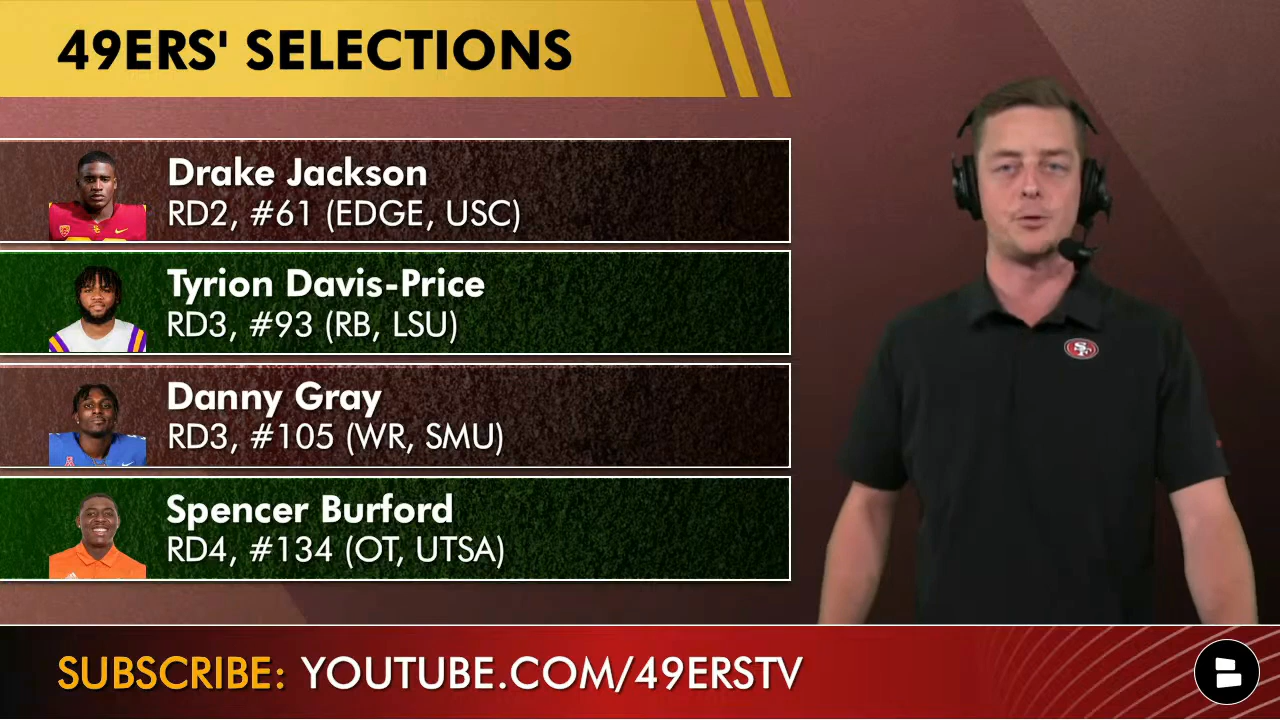 49ERS' SELECTIONS
Drake Jackson
RD2, #61 (EDGE, USC)
Tyrion Davis-Price
RD3, #93 (RB, LSU)
Danny Gray
RD3, #105 (WR, SMU)
Spencer Burford
RD4, #134 (OT, UTSA)
SF
SUBSCRIBE: YOUTUBE.COM/49ERSTV